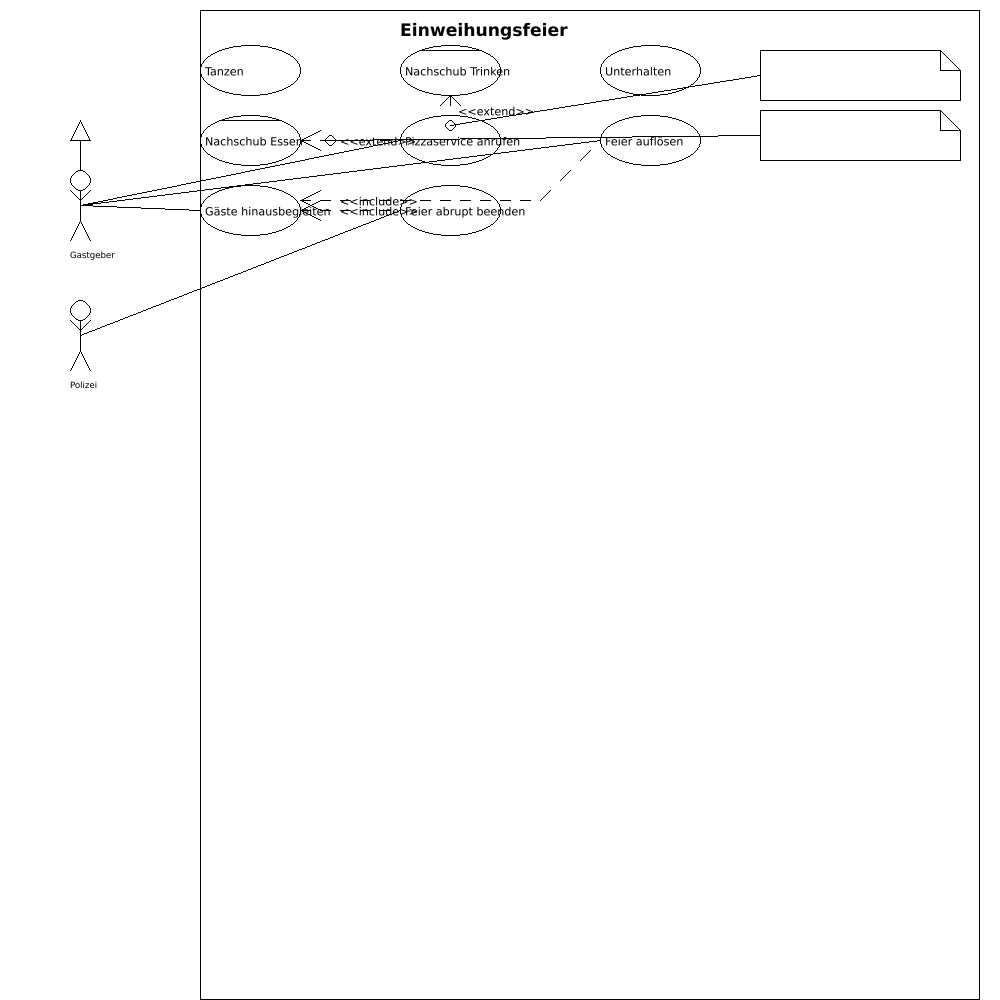 Einweihungsfeier
Tanzen
Nachschub Trinken
Unterhalten
<<extend>>
Nachschub Essen
<<extend>>
Pizzaservice anrufen
Feier auflösen
<<include>>
Gäste hinausbegleiten
<<include>>
Feier abrupt beenden
Gastgeber
Polizei